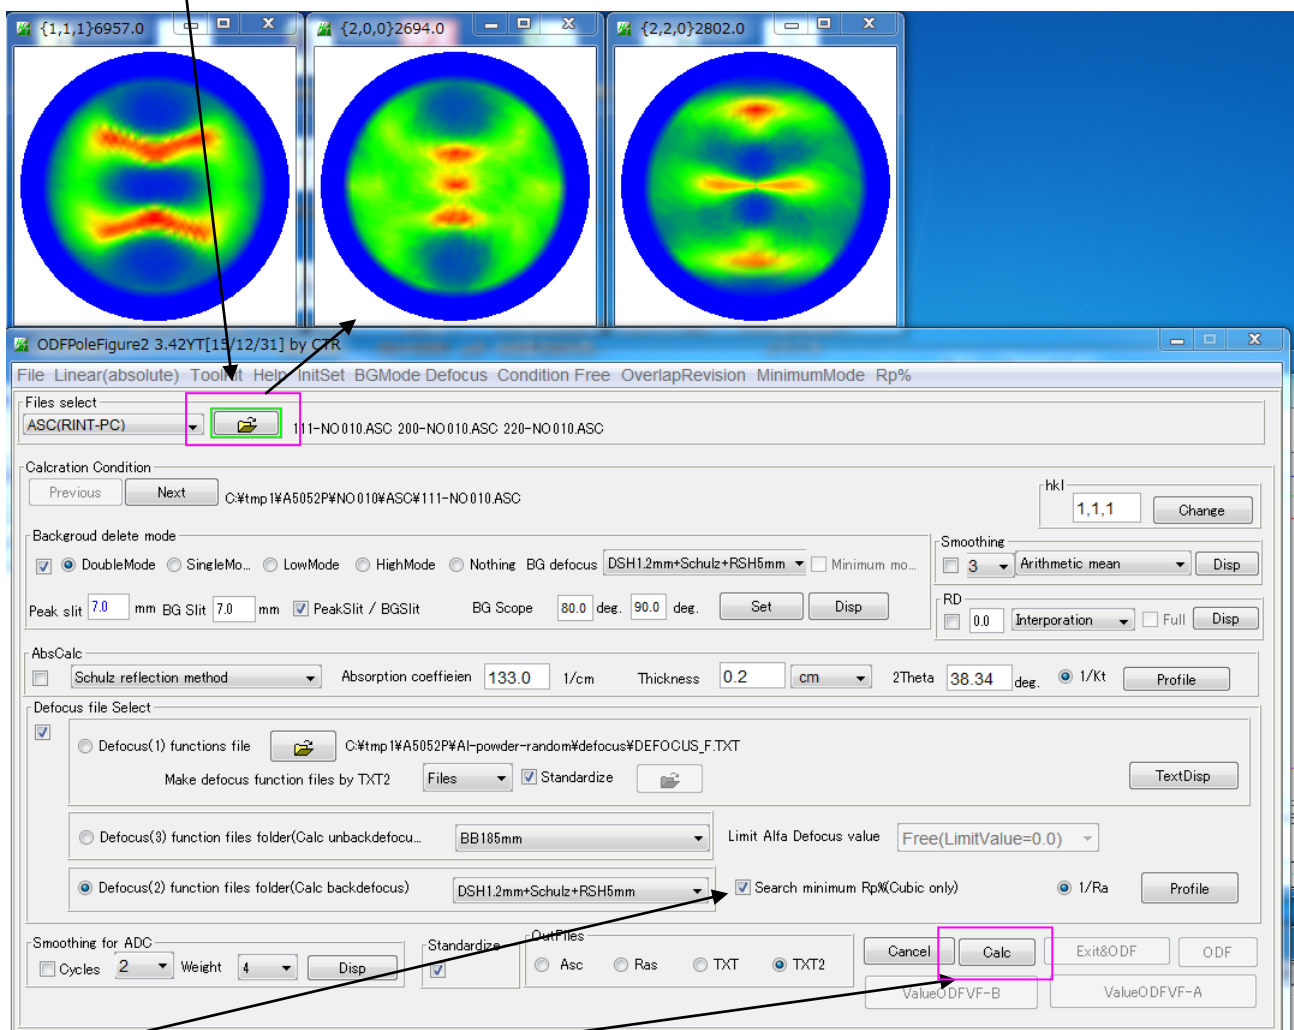 {1,1,1}6957.0
{2,0,0}2694.0
{2,2,0}2802.0
ODFPoleFigure2 3.42YT[15/12/31] by CTR
File Linear(absolute) Toolkit Help InitSet BGMode Defocus Condition Free OverlapRevision MinimumMode Rp%
Files select
ASC(RINT-PC) 111-NO010.ASC 200-NO010.ASC 220-NO010.ASC
Calcration Condition
Previous Next C:¥tmp1¥A5052P¥NO010¥ASC¥111-NO010.ASC
hkl
1,1,1 Change
Backgroud delete mode
DoubleMode SingleMo... LowMode HighMode Nothing BG defocus DSH1.2mm+Schulz+RSH5mm Minimum mo...
Peak slit 7.0 mm BG Slit 7.0 mm PeakSlit / BGSlit BG Scope 80.0 deg. 90.0 deg. Set Disp
Smoothing
3 Arithmetic mean Disp
RD
0.0 Interporation Full Disp
AbsCalc
Schulz reflection method Absorption coeffieien 133.0 1/cm Thickness 0.2 cm 2Theta 38.34 deg. 1/Kt Profile
Defocus file Select
Defocus(1) functions file C:¥tmp1¥A5052P¥Al-powder-random¥defocus¥DEFOCUS_F.TXT
Make defocus function files by TXT2 Files Standardize TextDisp
Defocus(3) function files folder(Calc unbackdefocu... BB185mm Limit Alfa Defocus value Free(LimitValue=0.0)
Defocus(2) function files folder(Calc backdefocus) DSH1.2mm+Schulz+RSH5mm Search minimum Rp%(Cubic only) 1/Ra Profile
Smoothing for ADC
Cycles 2 Weight 4 Disp
Standardize
OutFiles
Asc Ras TXT TXT2
Cancel Calc Exit&ODF ODF
ValueODFVF-B ValueODFVF-A